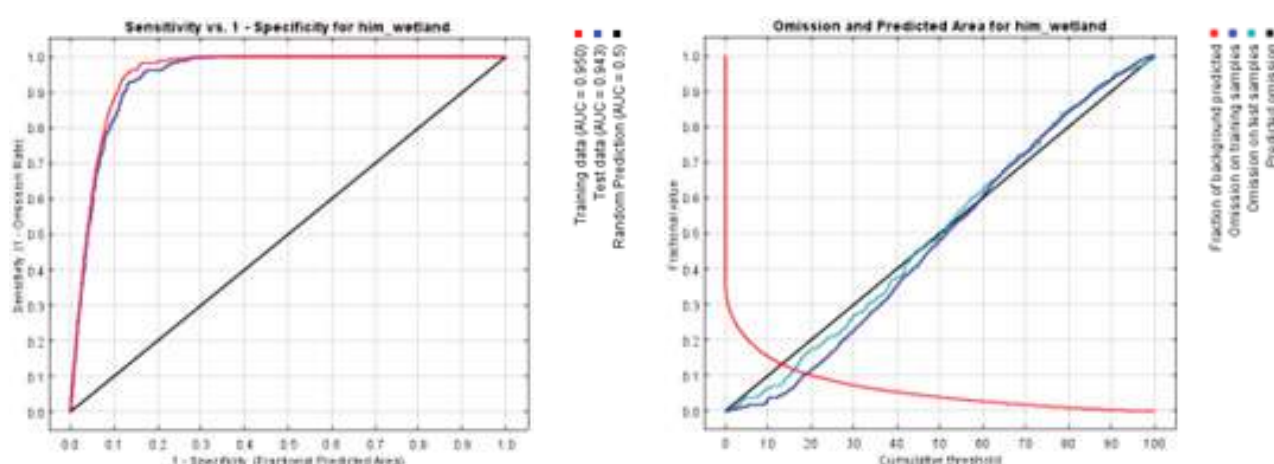 Sensitivity vs. 1 - Specificity for him_wetland
Sensitivity (1 - Omission Rate)
1.0
0.9
0.8
0.7
0.6
0.5
0.4
0.3
0.2
0.1
0.0
0.0 0.1 0.2 0.3 0.4 0.5 0.6 0.7 0.8 0.9 1.0
1 - Specificity (Fractional Predicted Area)
Training data (AUC = 0.950)
Test data (AUC = 0.943)
Random Prediction (AUC = 0.5)
Omission and Predicted Area for him_wetland
Fractional value
1.0
0.9
0.8
0.7
0.6
0.5
0.4
0.3
0.2
0.1
0.0
0 10 20 30 40 50 60 70 80 90 100
Cumulative threshold
Fraction of background predicted
Omission on training samples
Omission on test samples
Predicted omission